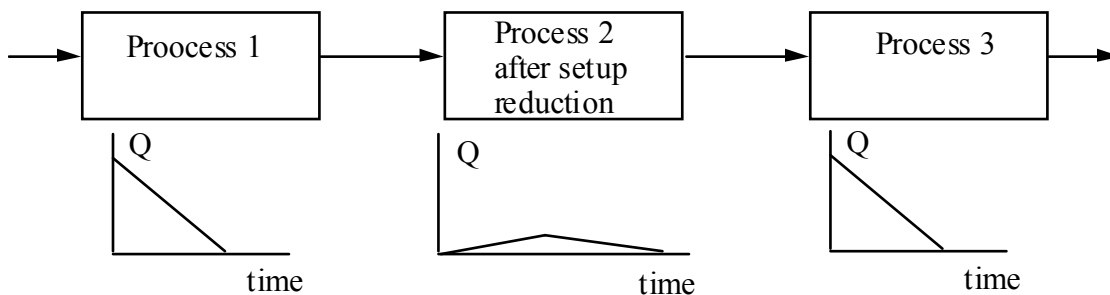 Proocess 1
Process 2
after setup
reduction
Process 3
Q
time
Q
time
Q
time